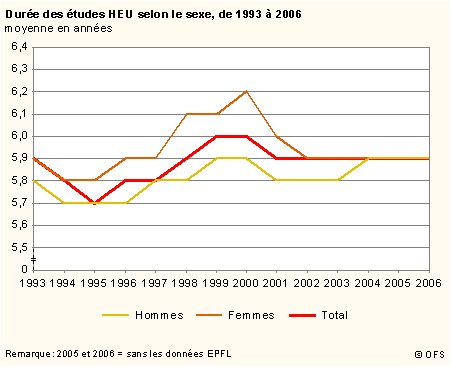 Durée des études HEU selon le sexe, de 1993 à 2006
moyenne en années
6,4
6,3
6,2
6,1
6,0
5,9
5,8
5,7
5,6
5,5
0
1993 1994 1995 1996 1997 1998 1999 2000 2001 2002 2003 2004 2005 2006
Hommes Femmes Total
Remarque: 2005 et 2006 = sans les données EPFL © OFS